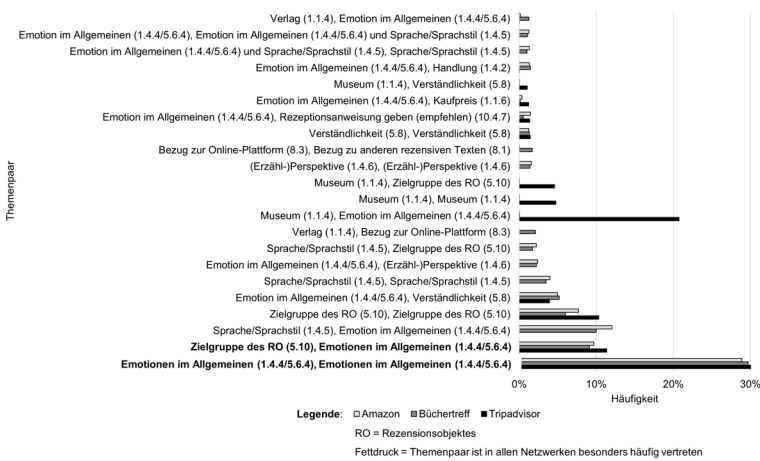 Themenpaar
Verlag (1.1.4), Emotion im Allgemeinen (1.4.4/5.6.4)
Emotion im Allgemeinen (1.4.4/5.6.4), Emotion im Allgemeinen (1.4.4/5.6.4) und Sprache/Sprachstil (1.4.5)
Emotion im Allgemeinen (1.4.4/5.6.4) und Sprache/Sprachstil (1.4.5), Sprache/Sprachstil (1.4.5)
Emotion im Allgemeinen (1.4.4/5.6.4), Handlung (1.4.2)
Museum (1.1.4), Verständlichkeit (5.8)
Emotion im Allgemeinen (1.4.4/5.6.4), Kaufpreis (1.1.6)
Emotion im Allgemeinen (1.4.4/5.6.4), Rezeptionsanweisung geben (empfehlen) (10.4.7)
Verständlichkeit (5.8), Verständlichkeit (5.8)
Bezug zur Online-Plattform (8.3), Bezug zu anderen rezensiven Texten (8.1)
(Erzähl-)Perspektive (1.4.6), (Erzähl-)Perspektive (1.4.6)
Museum (1.1.4), Zielgruppe des RO (5.10)
Museum (1.1.4), Museum (1.1.4)
Museum (1.1.4), Emotion im Allgemeinen (1.4.4/5.6.4)
Verlag (1.1.4), Bezug zur Online-Plattform (8.3)
Sprache/Sprachstil (1.4.5), Zielgruppe des RO (5.10)
Emotion im Allgemeinen (1.4.4/5.6.4), (Erzähl-)Perspektive (1.4.6)
Sprache/Sprachstil (1.4.5), Sprache/Sprachstil (1.4.5)
Emotion im Allgemeinen (1.4.4/5.6.4), Verständlichkeit (5.8)
Zielgruppe des RO (5.10), Zielgruppe des RO (5.10)
Sprache/Sprachstil (1.4.5), Emotion im Allgemeinen (1.4.4/5.6.4)
Zielgruppe des RO (5.10), Emotionen im Allgemeinen (1.4.4/5.6.4)
Emotionen im Allgemeinen (1.4.4/5.6.4), Emotionen im Allgemeinen (1.4.4/5.6.4)
0% 10% 20% 30%
Häufigkeit
Legende: Amazon Büchertreff Tripadvisor
RO = Rezensionsobjektes
Fettdruck = Themenpaar ist in allen Netzwerken besonders häufig vertreten